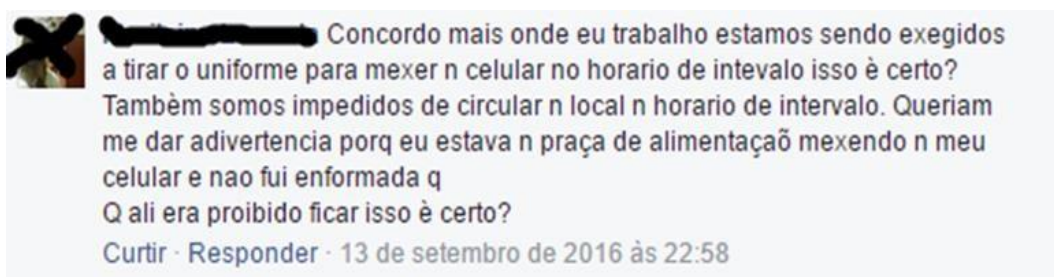 Concordo mais onde eu trabalho estamos sendo exegidos
a tirar o uniforme para mexer n celular no horario de intevalo isso è certo?
Tambèm somos impedidos de circular n local n horario de intervalo. Queriam
me dar adivertencia porq eu estava n praça de alimentaçaõ mexendo n meu
celular e nao fui enformada q
Q ali era proibido ficar isso è certo?
Curtir · Responder · 13 de setembro de 2016 às 22:58